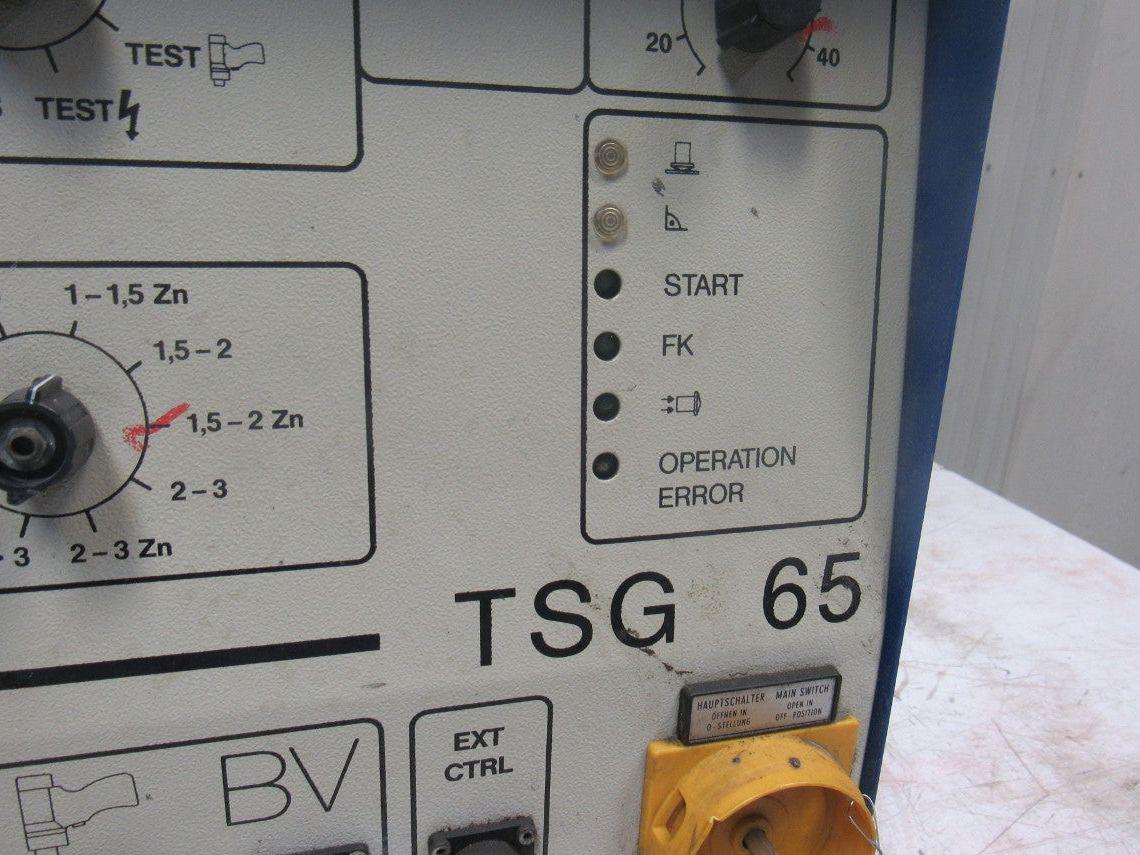 TEST
TEST
20
40
START
FK
OPERATION
ERROR
1-1,5 Zn
1,5-2
1,5-2 Zn
2-3
2-3 Zn
3
TSG 65
HAUPTSCHALTER
ÖFFNEN IN
O-STELLUNG
MAIN SWITCH
OPEN IN
OFF-POSITION
BV
EXT
CTRL